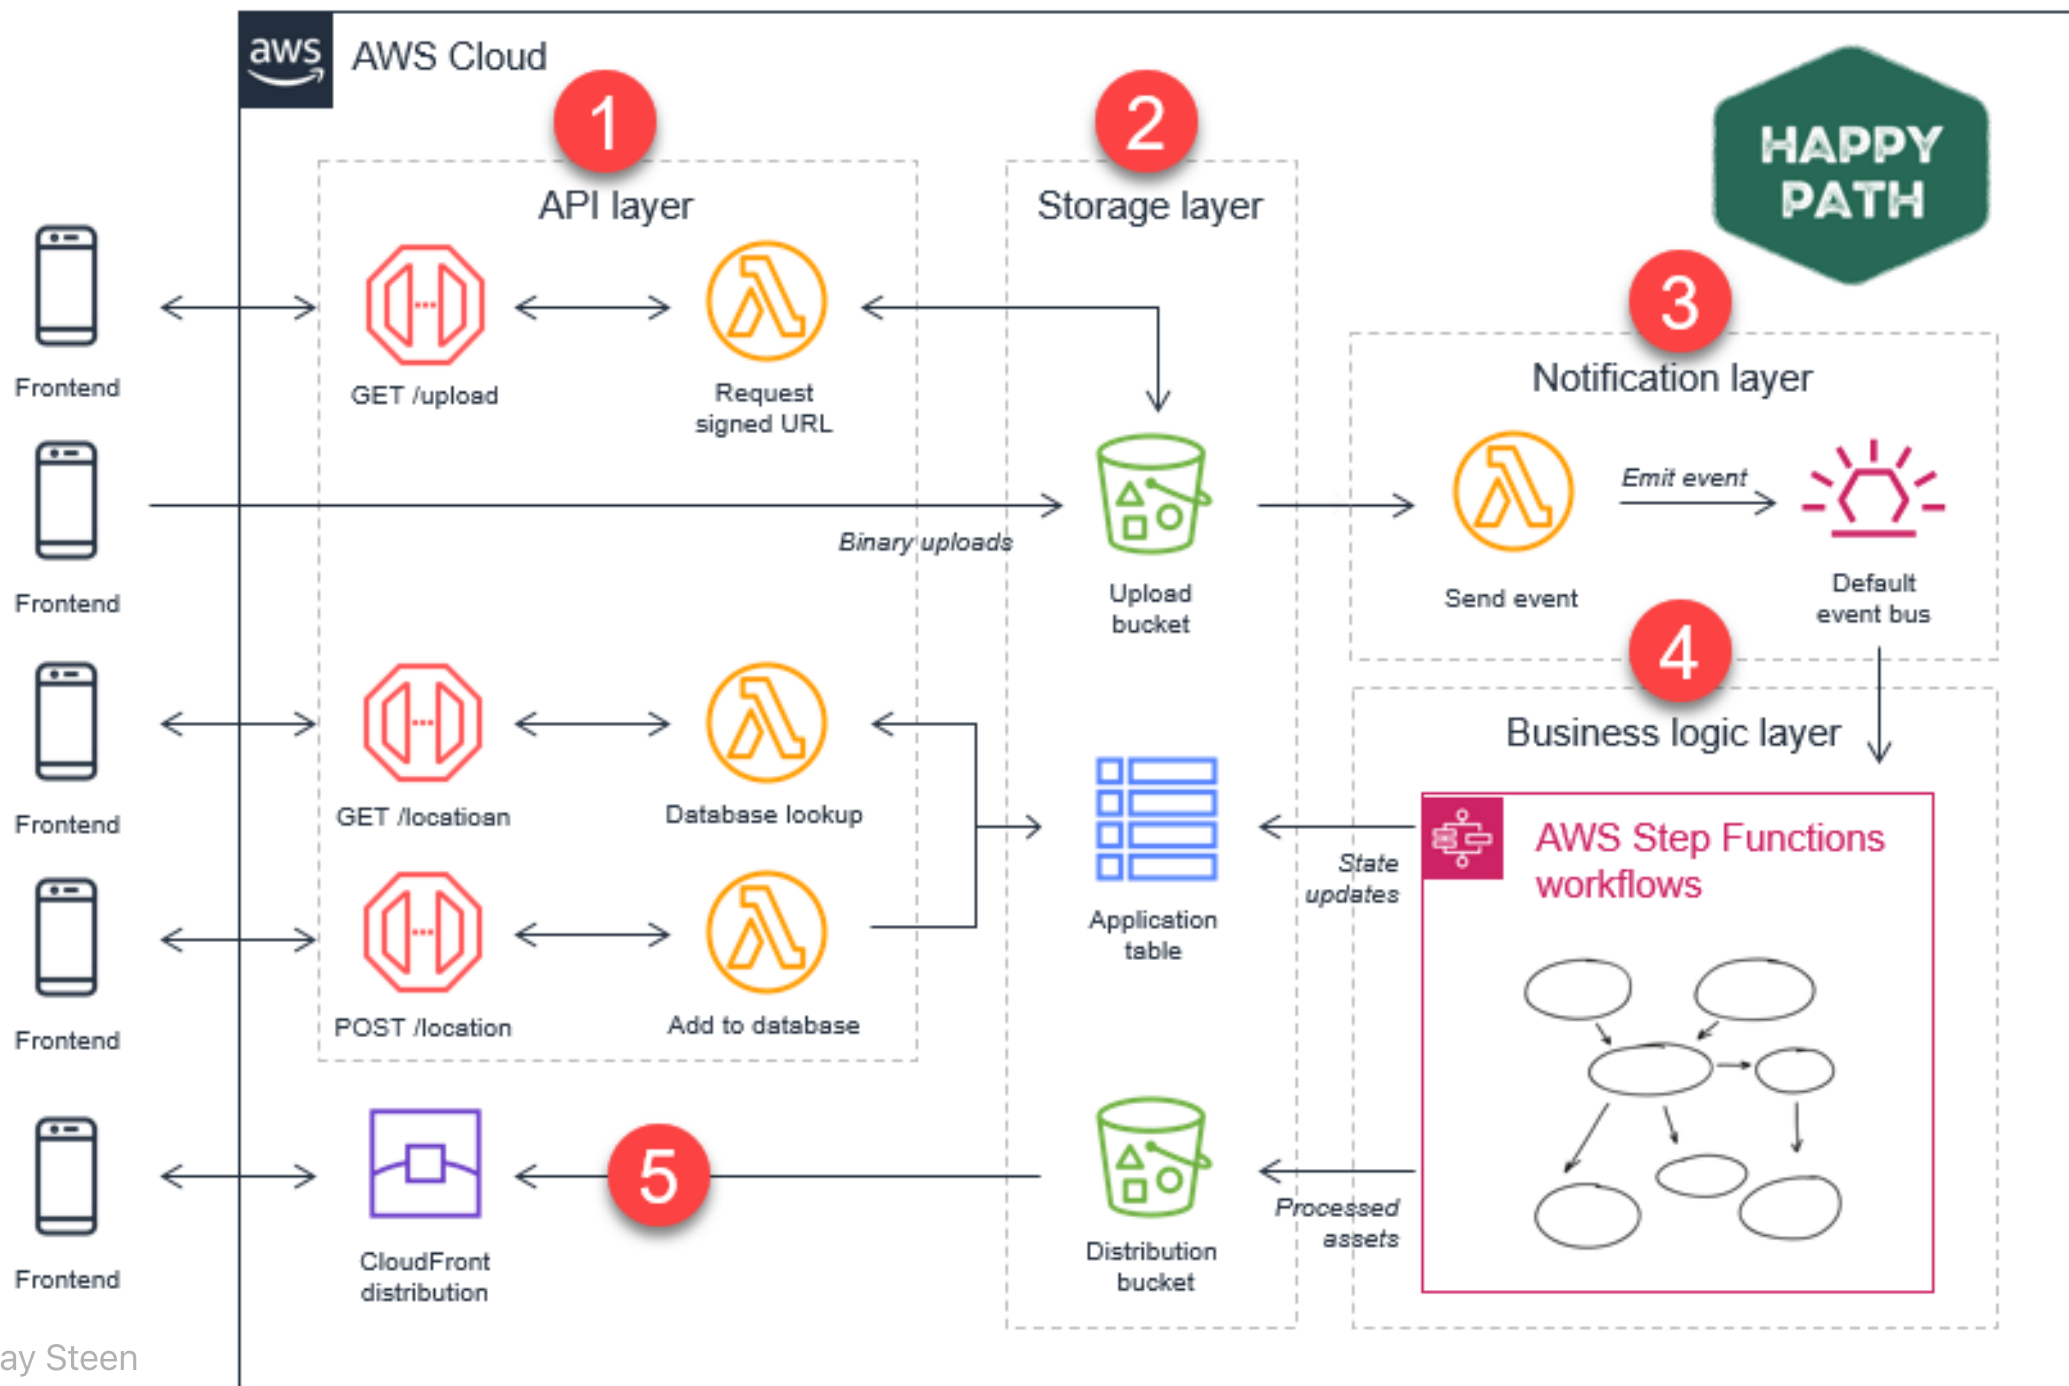 aws
AWS Cloud
1
2
HAPPY
PATH
API layer
Storage layer
3
Notification layer
Frontend
GET /upload
Request
signed URL
Emit event
Binary uploads
Frontend
Upload
bucket
Send event
Default
event bus
4
Business logic layer
Frontend
GET /locatioan
Database lookup
AWS Step Functions
workflows
State
updates
Application
table
Frontend
POST /location
Add to database
5
Processed
assets
Frontend
CloudFront
distribution
Distribution
bucket
ay Steen